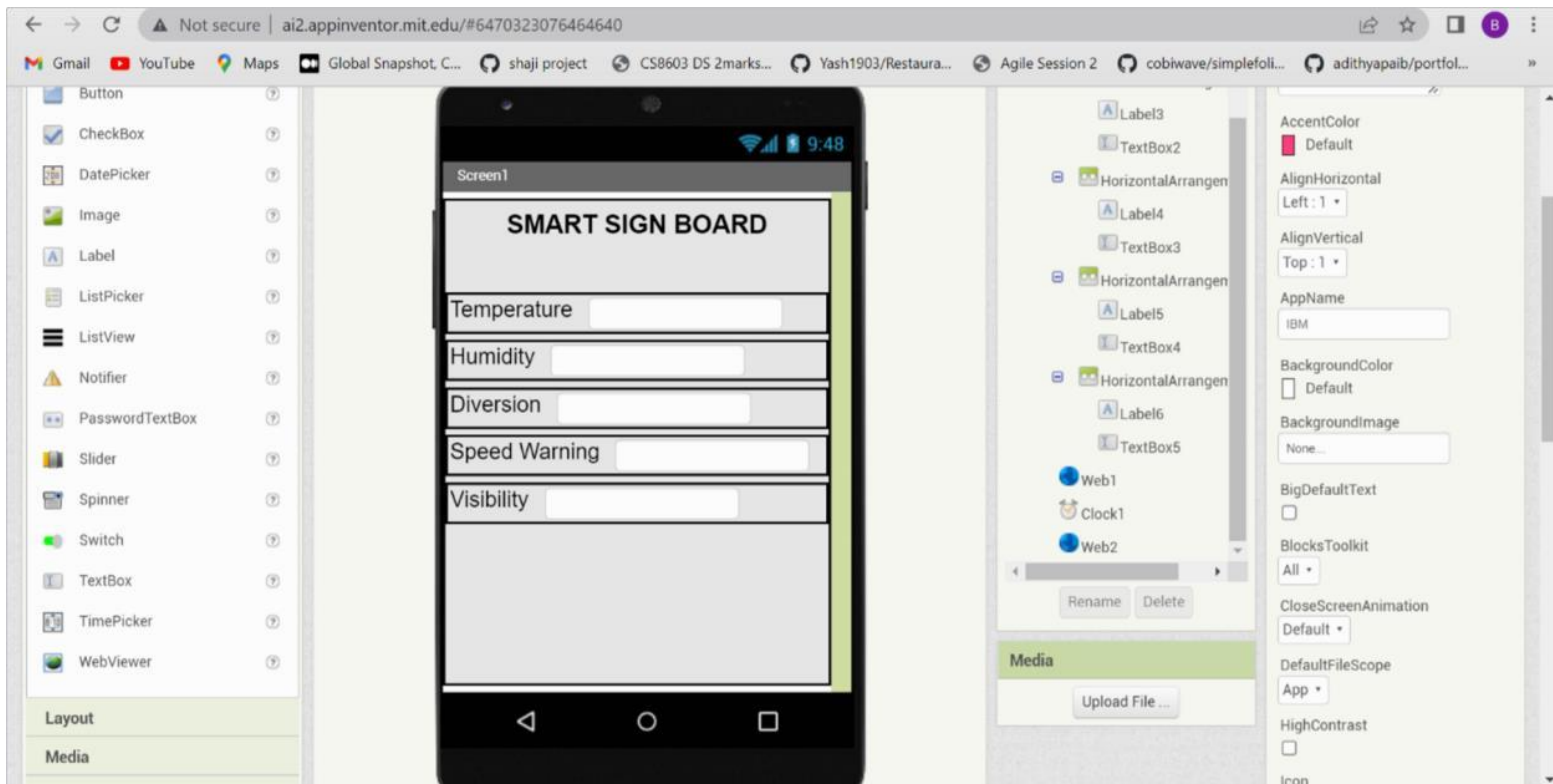 Not secure | ai2.appinventor.mit.edu/#6470323076464640
B
Gmail YouTube Maps Global Snapshot, C... shaji project CS8603 DS 2marks... Yash1903/Restaura... Agile Session 2 cobiwave/simplefoli... adithyapaib/portfol... »
Button ?
CheckBox ?
DatePicker ?
Image ?
Label ?
ListPicker ?
ListView ?
Notifier ?
PasswordTextBox ?
Slider ?
Spinner ?
Switch ?
TextBox ?
TimePicker ?
WebViewer ?
Layout
Media
9:48
Screen1
SMART SIGN BOARD
Temperature
Humidity
Diversion
Speed Warning
Visibility
Label3
TextBox2
HorizontalArrangen
Label4
TextBox3
HorizontalArrangen
Label5
TextBox4
HorizontalArrangen
Label6
TextBox5
Web1
Clock1
Web2
Rename Delete
Media
Upload File ...
AccentColor
Default
AlignHorizontal
Left : 1
AlignVertical
Top : 1
AppName
IBM
BackgroundColor
Default
BackgroundImage
None...
BigDefaultText
BlocksToolkit
All
CloseScreenAnimation
Default
DefaultFileScope
App
HighContrast
Icon